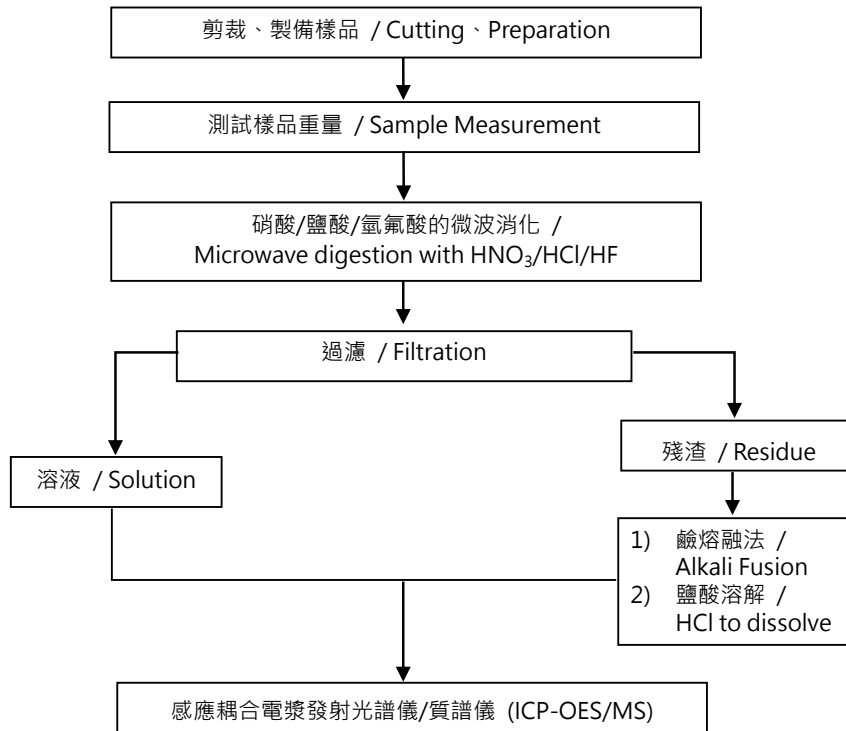 剪裁、製備樣品 / Cutting、Preparation
測試樣品重量 / Sample Measurement
硝酸/鹽酸/氫氟酸的微波消化 /
Microwave digestion with HNO₃/HCl/HF
過濾 / Filtration
溶液 / Solution
殘渣 / Residue
1) 鹼熔融法 /
Alkali Fusion
2) 鹽酸溶解 /
HCl to dissolve
感應耦合電漿發射光譜儀/質譜儀 (ICP-OES/MS)